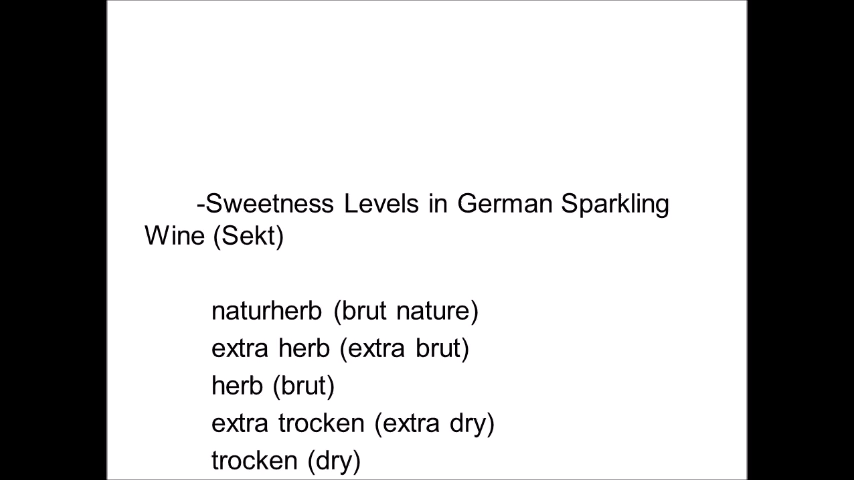 -Sweetness Levels in German Sparkling
Wine (Sekt)
naturherb (brut nature)
extra herb (extra brut)
herb (brut)
extra trocken (extra dry)
trocken (dry)